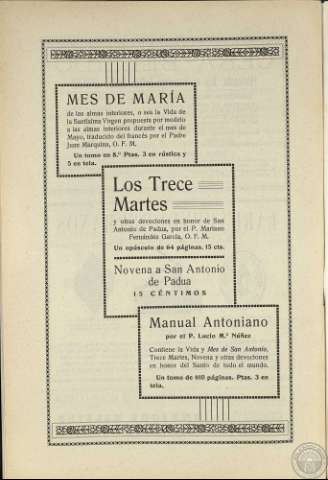 MES DE MARÍA
de las almas interiores, o sea la Vida de
la Santísima Virgen propuesta por modelo
a las almas interiores durante el mes de
Mayo, traducido del francés por el Padre
Juan Marquina, O. F. M.
Un tomo en 8.º Ptas. 3 en rústica y
5 en tela.
Los Trece
Martes
y otras devociones en honor de San
Antonio de Padua, por el P. Mariano
Fernández García, O. F. M.
Un opúsculo de 64 páginas. 15 cts.
Novena a San Antonio
de Padua
15 CÉNTIMOS
Manual Antoniano
por el P. Lucio M.ª Núñez
Contiene la Vida y Mes de San Antonio,
Trece Martes, Novena y otras devociones
en honor del Santo de todo el mundo.
Un tomo de páginas. Ptas. 3 en
tela.